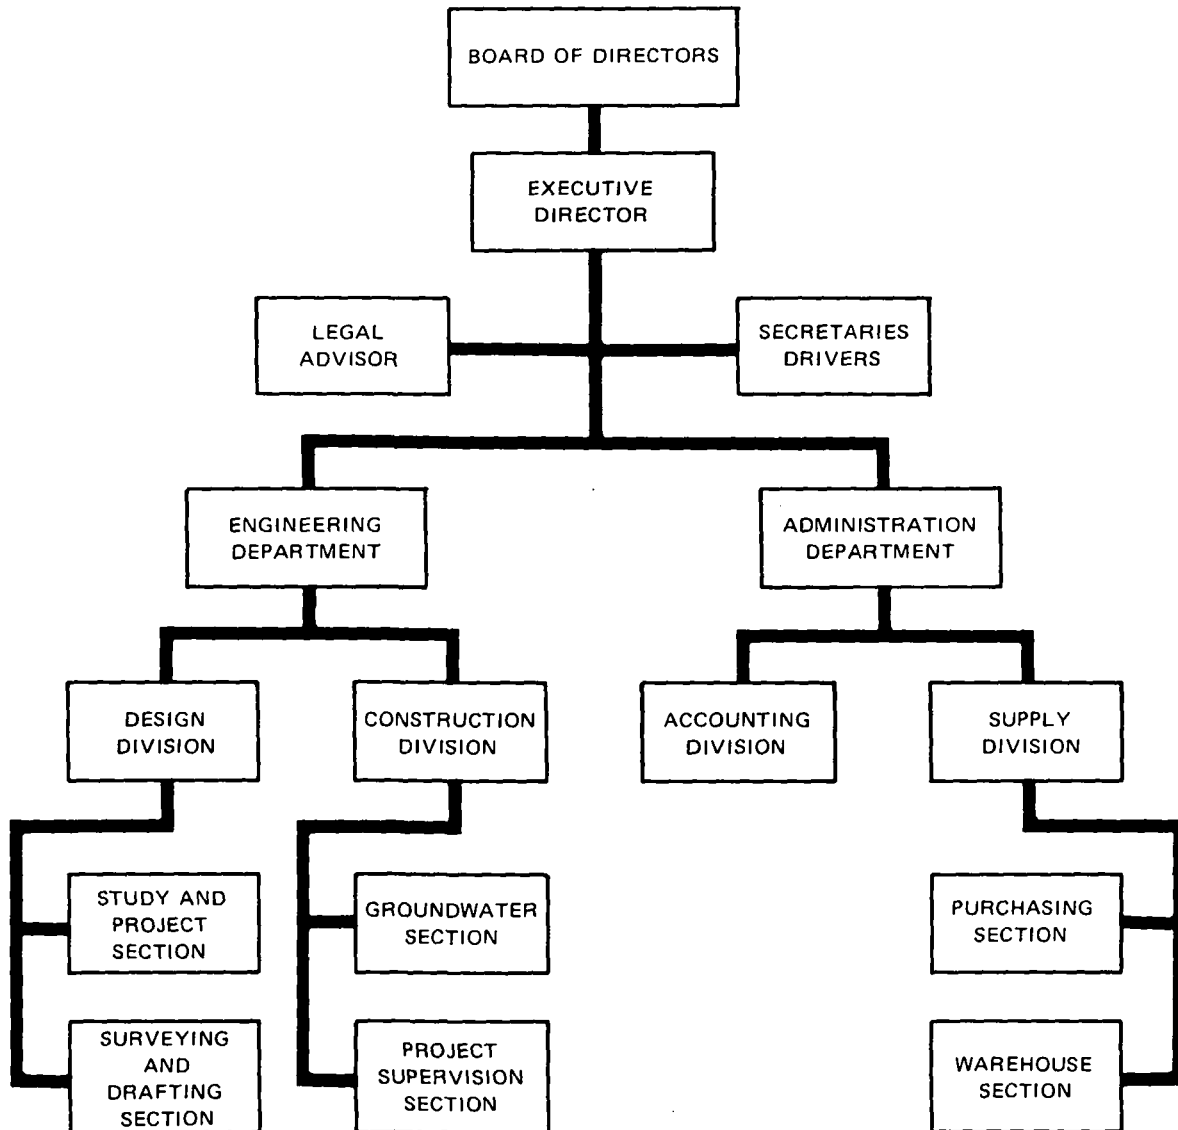 BOARD OF DIRECTORS
EXECUTIVE
DIRECTOR
LEGAL
ADVISOR
SECRETARIES
DRIVERS
ENGINEERING
DEPARTMENT
ADMINISTRATION
DEPARTMENT
DESIGN
DIVISION
CONSTRUCTION
DIVISION
ACCOUNTING
DIVISION
SUPPLY
DIVISION
STUDY AND
PROJECT
SECTION
GROUNDWATER
SECTION
PURCHASING
SECTION
SURVEYING
AND
DRAFTING
SECTION
PROJECT
SUPERVISION
SECTION
WAREHOUSE
SECTION